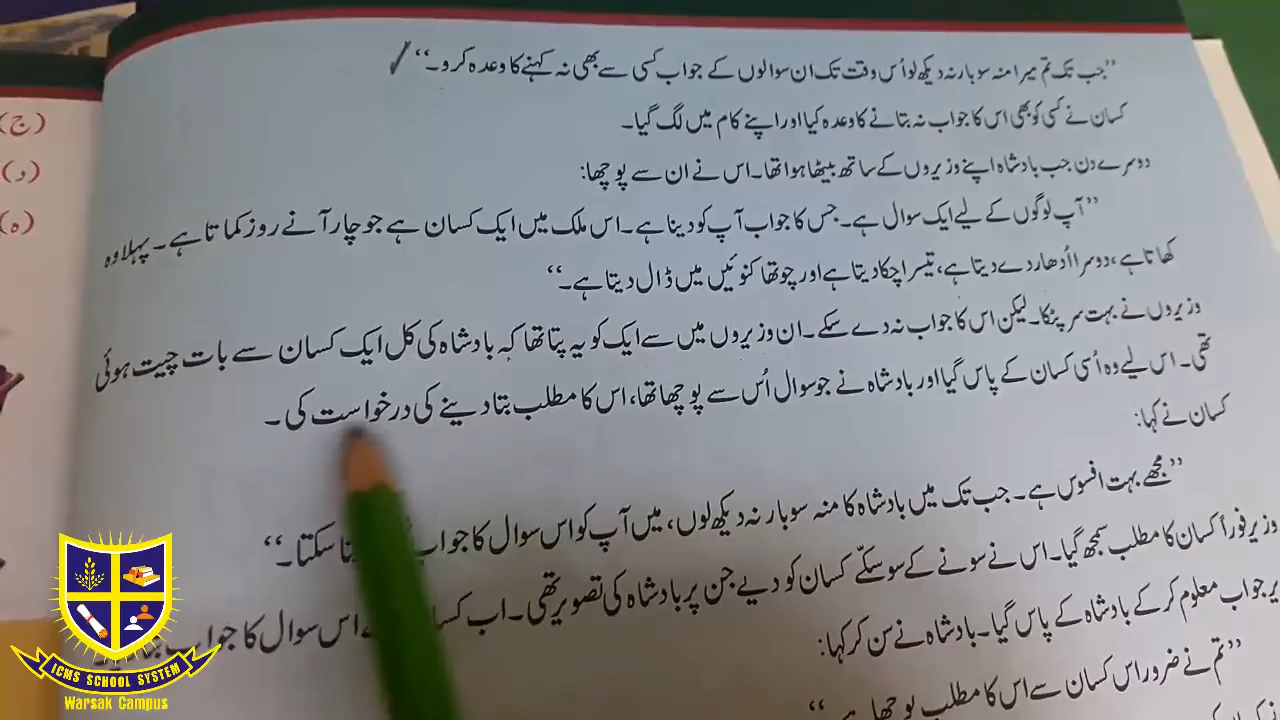 ”جب تک تم میرا منہ سو بار نہ دیکھ لو اُس وقت تک ان سوالوں کے جواب کسی سے بھی نہ کہنے کا وعدہ کرو۔“
کسان نے کسی کو بھی اس کا جواب نہ بتانے کا وعدہ کیا اور اپنے کام میں لگ گیا۔
دوسرے دن جب بادشاہ اپنے وزیروں کے ساتھ بیٹھا ہوا تھا۔ اس نے ان سے پوچھا:
”آپ لوگوں کے لیے ایک سوال ہے۔ جس کا جواب آپ کو دینا ہے۔ اس ملک میں ایک کسان ہے جو چار آنے روز کماتا ہے۔ پہلا وہ
کھاتا ہے، دوسرا اُدھار دے دیتا ہے، تیسرا چکا دیتا ہے اور چوتھا کنوئیں میں ڈال دیتا ہے۔“
وزیروں نے بہت سر پٹکا۔ لیکن اس کا جواب نہ دے سکے۔ ان وزیروں میں سے ایک کو یہ پتا تھا کہ بادشاہ کی کل ایک کسان سے بات چیت ہوئی
تھی۔ اس لیے وہ اُسی کسان کے پاس گیا اور بادشاہ نے جو سوال اُس سے پوچھا تھا، اس کا مطلب بتا دینے کی درخواست کی۔
کسان نے کہا:
”مجھے بہت افسوس ہے۔ جب تک میں بادشاہ کا منہ سو بار نہ دیکھ لوں، میں آپ کو اس سوال کا جواب سکتا۔“
وزیر فوراً کسان کا مطلب سمجھ گیا۔ اس نے سونے کے سو سکّے کسان کو دیے جن پر بادشاہ کی تصویر تھی۔ اب اس سوال کا جواب
یر جواب معلوم کر کے بادشاہ کے پاس گیا۔ بادشاہ نے سن کر کہا:
”تم نے ضرور اس کسان سے اس کا مطلب پوچھا ہے۔“
(ج)
(د)
(ہ)
ICMS SCHOOL SYSTEM
Warsak Campus